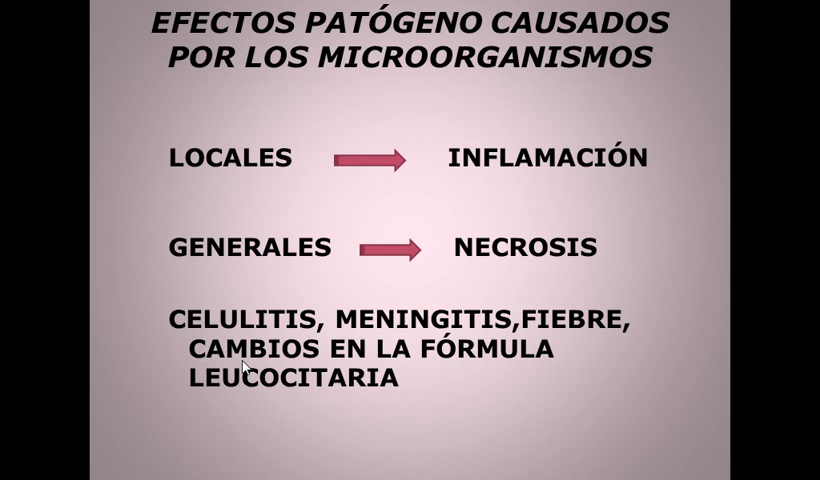 EFECTOS PATÓGENO CAUSADOS
POR LOS MICROORGANISMOS
LOCALES INFLAMACIÓN
GENERALES NECROSIS
CELULITIS, MENINGITIS,FIEBRE,
CAMBIOS EN LA FÓRMULA
LEUCOCITARIA